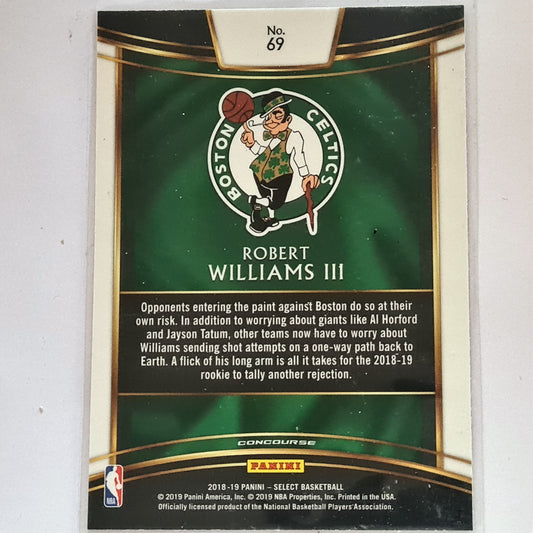 No.
69
BOSTON CELTICS
ROBERT
WILLIAMS III
Opponents entering the paint against Boston do so at their
own risk. In addition to worrying about giants like Al Horford
and Jayson Tatum, other teams now have to worry about
Williams sending shot attempts on a one-way path back to
Earth. A flick of his long arm is all it takes for the 2018-19
rookie to tally another rejection.
CONCOURSE
PANINI
NBA
2018-19 PANINI – SELECT BASKETBALL
© 2019 Panini America, Inc. © 2019 NBA Properties, Inc. Printed in the USA.
Officially licensed product of the National Basketball Players Association.